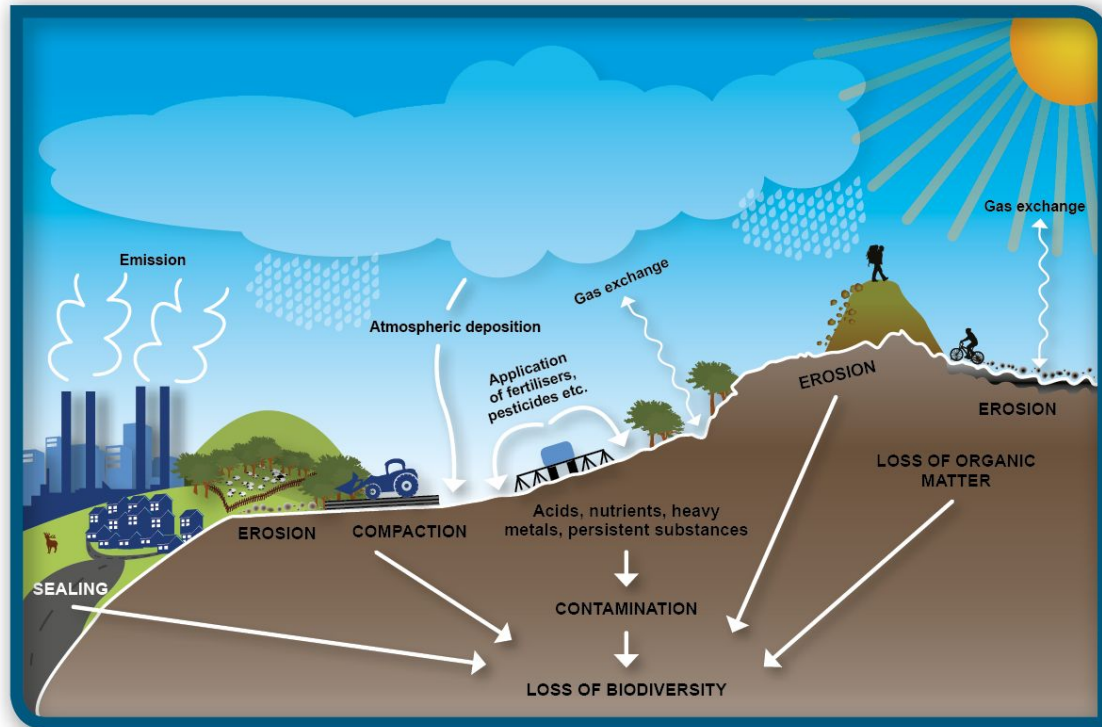 Gas exchange
Emission
Gas exchange
Atmospheric deposition
Application
of fertilisers,
pesticides etc.
EROSION
EROSION
LOSS OF ORGANIC
MATTER
Acids, nutrients, heavy
metals, persistent substances
EROSION
COMPACTION
SEALING
CONTAMINATION
LOSS OF BIODIVERSITY